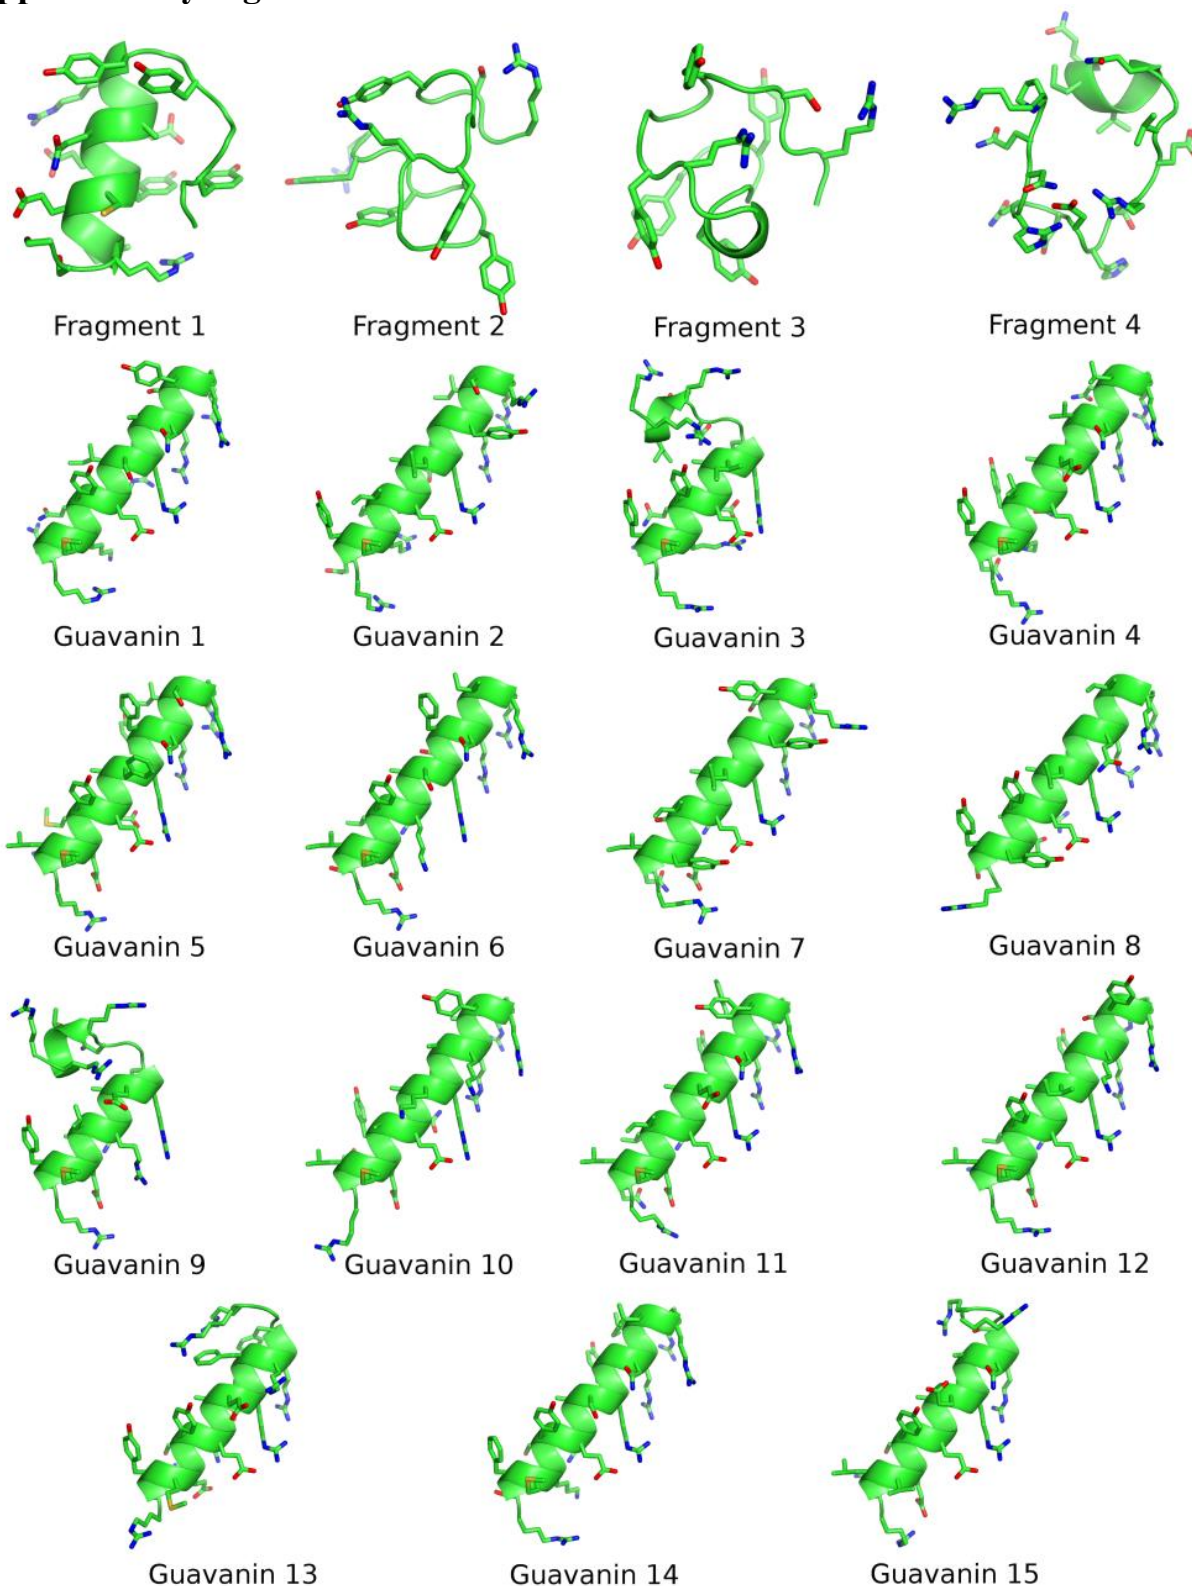 Fragment 1 Fragment 2 Fragment 3 Fragment 4
Guavanin 1 Guavanin 2 Guavanin 3 Guavanin 4
Guavanin 5 Guavanin 6 Guavanin 7 Guavanin 8
Guavanin 9 Guavanin 10 Guavanin 11 Guavanin 12
Guavanin 13 Guavanin 14 Guavanin 15